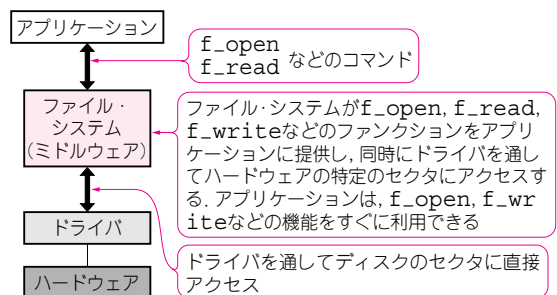 アプリケーション
f_open
f_read などのコマンド
ファイル・
システム
(ミドルウェア)
ファイル・システムがf_open, f_read,
f_writeなどのファンクションをアプリ
ケーションに提供し,同時にドライバを通し
てハードウェアの特定のセクタにアクセスす
る. アプリケーションは, f_open, f_wr
iteなどの機能をすぐに利用できる
ドライバ
ドライバを通してディスクのセクタに直接
アクセス
ハードウェア